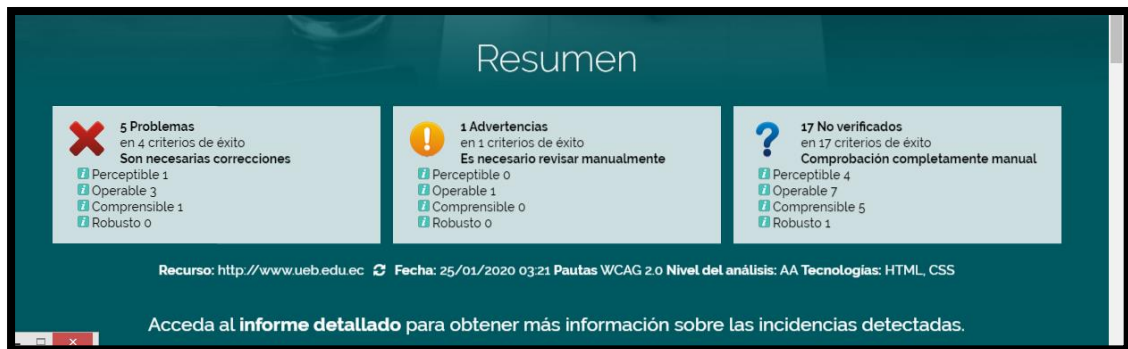 Resumen
5 Problemas
en 4 criterios de éxito
Son necesarias correcciones
Perceptible 1
Operable 3
Comprensible 1
Robusto 0
1 Advertencias
en 1 criterios de éxito
Es necesario revisar manualmente
Perceptible 0
Operable 1
Comprensible 0
Robusto 0
17 No verificados
en 17 criterios de éxito
Comprobación completamente manual
Perceptible 4
Operable 7
Comprensible 5
Robusto 1
Recurso: http://www.ueb.edu.ec Fecha: 25/01/2020 03:21 Pautas WCAG 2.0 Nivel del análisis: AA Tecnologías: HTML, CSS
Acceda al informe detallado para obtener más información sobre las incidencias detectadas.